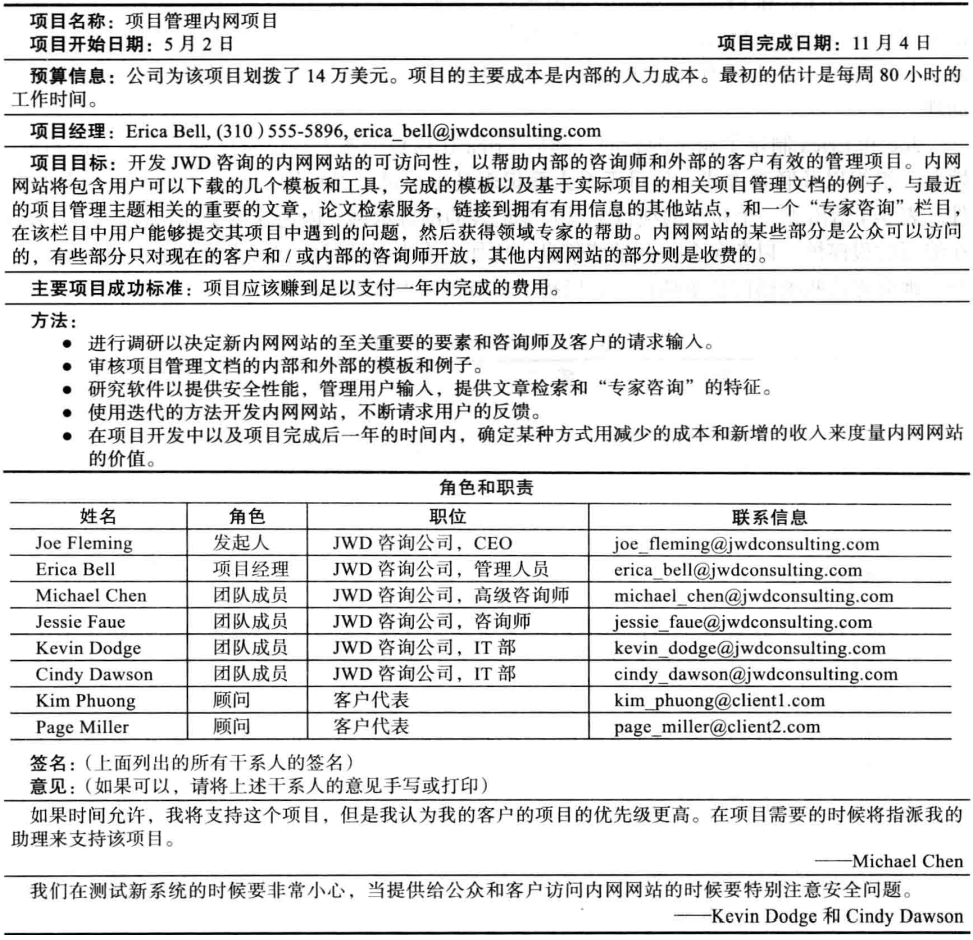 项目名称：项目管理内网项目
项目开始日期：5 月 2 日 项目完成日期：11 月 4 日
预算信息：公司为该项目划拨了 14 万美元。项目的主要成本是内部的人力成本。最初的估计是每周 80 小时的
工作时间。
项目经理：Erica Bell, (310）555-5896, erica_bell@jwdconsulting.com
项目目标：开发 JWD 咨询的内网网站的可访问性，以帮助内部的咨询师和外部的客户有效的管理项目。内网
网站将包含用户可以下载的几个模板和工具，完成的模板以及基于实际项目的相关项目管理文档的例子，与最近
的项目管理主题相关的重要的文章，论文检索服务，链接到拥有有用信息的其他站点，和一个“专家咨询”栏目，
在该栏目中用户能够提交其项目中遇到的问题，然后获得领域专家的帮助。内网网站的某些部分是公众可以访问
的，有些部分只对现在的客户和 / 或内部的咨询师开放，其他内网网站的部分则是收费的。
主要项目成功标准：项目应该赚到足以支付一年内完成的费用。
方法：
● 进行调研以决定新内网网站的至关重要的要素和咨询师及客户的请求输入。
● 审核项目管理文档的内部和外部的模板和例子。
● 研究软件以提供安全性能，管理用户输入，提供文章检索和“专家咨询”的特征。
● 使用迭代的方法开发内网网站，不断请求用户的反馈。
● 在项目开发中以及项目完成后一年的时间内，确定某种方式用减少的成本和新增的收入来度量内网网站
的价值。
角色和职责
姓名 角色 职位 联系信息
Joe Fleming 发起人 JWD 咨询公司，CEO joe_fleming@jwdconsulting.com
Erica Bell 项目经理 JWD 咨询公司，管理人员 erica_bell@jwdconsulting.com
Michael Chen 团队成员 JWD 咨询公司，高级咨询师 michael_chen@jwdconsulting.com
Jessie Faue 团队成员 JWD 咨询公司，咨询师 jessie_faue@jwdconsulting.com
Kevin Dodge 团队成员 JWD 咨询公司，IT 部 kevin_dodge@jwdconsulting.com
Cindy Dawson 团队成员 JWD 咨询公司，IT 部 cindy_dawson@jwdconsulting.com
Kim Phuong 顾问 客户代表 kim_phuong@client1.com
Page Miller 顾问 客户代表 page_miller@client2.com
签名：（上面列出的所有干系人的签名）
意见：（如果可以，请将上述干系人的意见手写或打印）
如果时间允许，我将支持这个项目，但是我认为我的客户的项目的优先级更高。在项目需要的时候将指派我的
助理来支持该项目。
——Michael Chen
我们在测试新系统的时候要非常小心，当提供给公众和客户访问内网网站的时候要特别注意安全问题。
——Kevin Dodge 和 Cindy Dawson